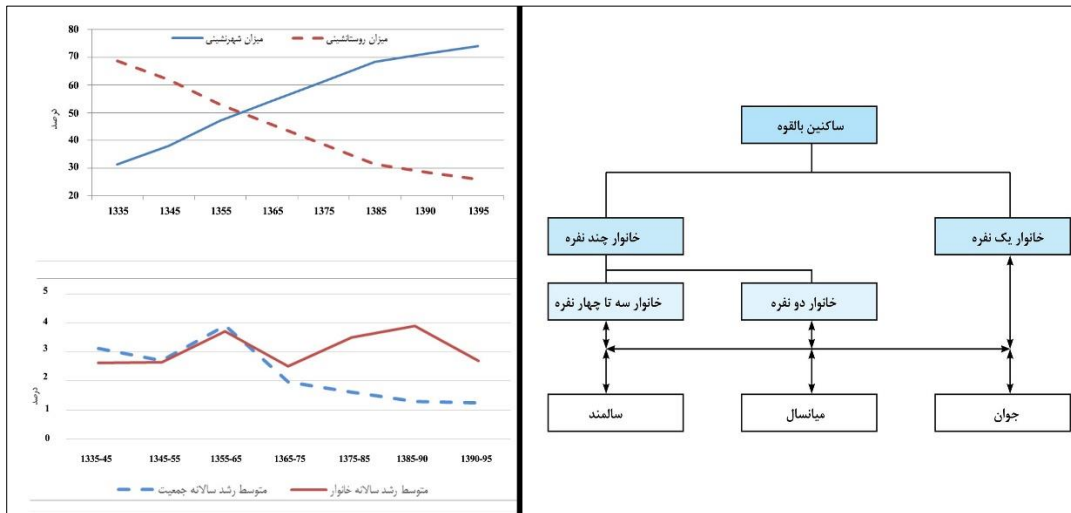 میزان شهرنشینی میزان روستانشینی
80
70
60
50
40
30
20
درصد
1335 1345 1355 1365 1375 1385 1390 1395
5
4
3
2
1
0
درصد
1335-45 1345-55 1355-65 1365-75 1375-85 1385-90 1390-95
متوسط رشد سالانه جمعیت متوسط رشد سالانه خانوار
ساکنین بالقوه
خانوار یک نفره
خانوار چند نفره
خانوار دو نفره
خانوار سه تا چهار نفره
جوان
میانسال
سالمند